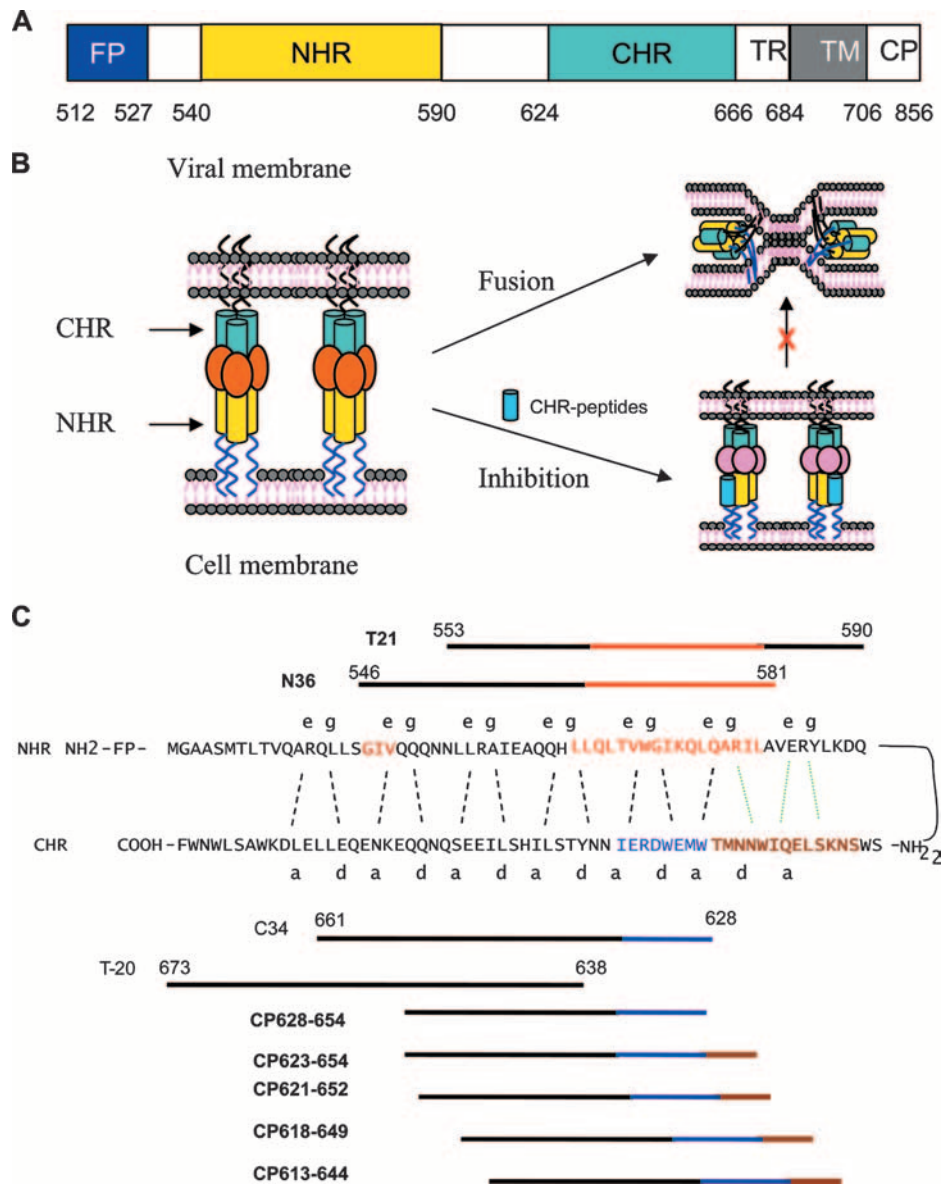 A
FP NHR CHR TR TM CP
512 527 540 590 624 666 684 706 856
B
Viral membrane
Fusion
CHR
NHR
CHR-peptides
X
Inhibition
Cell membrane
C
553 590
T21
546 581
N36
e g e g e g e g e g e g e g
NHR NH2-FP- MGAASMTLTVQARQLLSGIVQQQNNLLRAIEAQQHLLQLTVWGIKQLQARILAVERYLKDQ
CHR COOH-FWNWLSAWKDLELLEQENKEQQNQSEEILSHILSTYNNIERDWEMWTMNNWIQELSKNSWS -NH2 2
a d a d a d a d a d a
661 628
C34
673 638
T-20
CP628-654
CP623-654
CP621-652
CP618-649
CP613-644